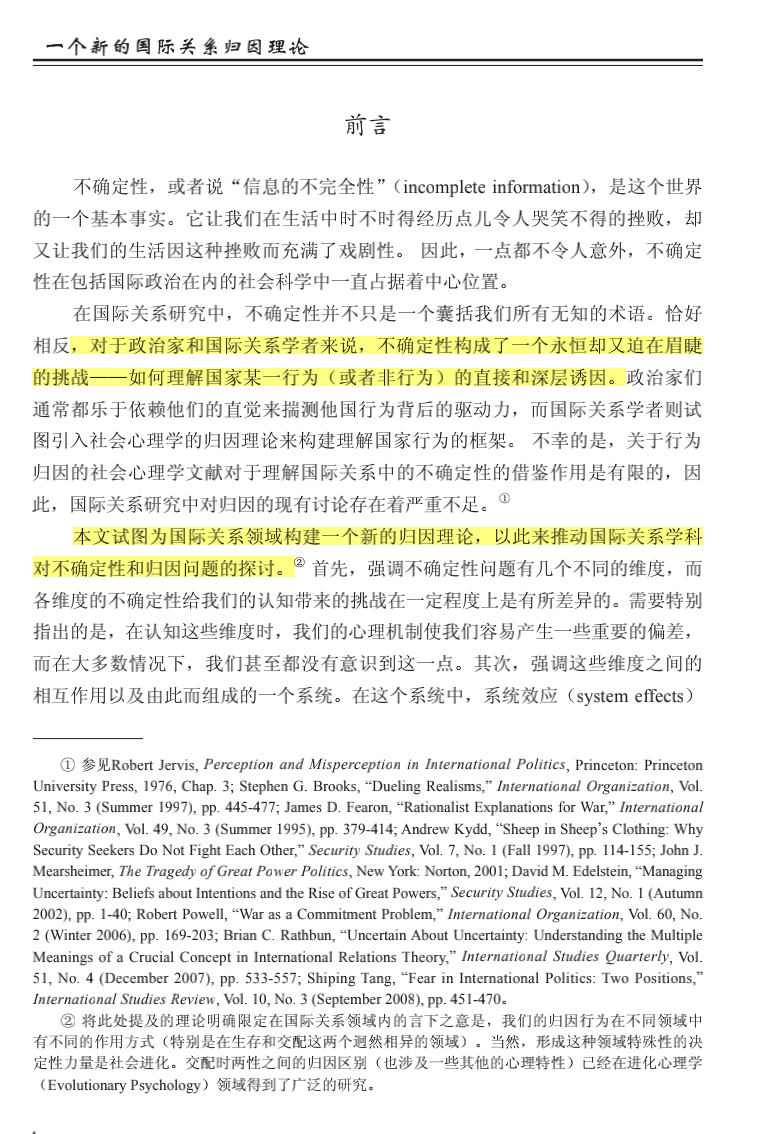 一个新的国际关系归因理论
前言
不确定性，或者说“信息的不完全性”（incomplete information），是这个世界
的一个基本事实。它让我们在生活中时不时得经历点儿令人哭笑不得的挫败，却
又让我们的生活因这种挫败而充满了戏剧性。 因此，一点都不令人意外，不确定
性在包括国际政治在内的社会科学中一直占据着中心位置。
在国际关系研究中，不确定性并不只是一个囊括我们所有无知的术语。恰好
相反，对于政治家和国际关系学者来说，不确定性构成了一个永恒却又迫在眉睫
的挑战——如何理解国家某一行为（或者非行为）的直接和深层诱因。政治家们
通常都乐于依赖他们的直觉来揣测他国行为背后的驱动力，而国际关系学者则试
图引入社会心理学的归因理论来构建理解国家行为的框架。 不幸的是，关于行为
归因的社会心理学文献对于理解国际关系中的不确定性的借鉴作用是有限的，因
此，国际关系研究中对归因的现有讨论存在着严重不足。①
本文试图为国际关系领域构建一个新的归因理论，以此来推动国际关系学科
对不确定性和归因问题的探讨。② 首先，强调不确定性问题有几个不同的维度，而
各维度的不确定性给我们的认知带来的挑战在一定程度上是有所差异的。需要特别
指出的是，在认知这些维度时，我们的心理机制使我们容易产生一些重要的偏差，
而在大多数情况下，我们甚至都没有意识到这一点。其次，强调这些维度之间的
相互作用以及由此而组成的一个系统。在这个系统中，系统效应（system effects）
① 参见Robert Jervis, Perception and Misperception in International Politics, Princeton: Princeton
University Press, 1976, Chap. 3; Stephen G. Brooks, “Dueling Realisms,” International Organization, Vol.
51, No. 3 (Summer 1997), pp. 445-477; James D. Fearon, “Rationalist Explanations for War,” International
Organization, Vol. 49, No. 3 (Summer 1995), pp. 379-414; Andrew Kydd, “Sheep in Sheep’s Clothing: Why
Security Seekers Do Not Fight Each Other,” Security Studies, Vol. 7, No. 1 (Fall 1997), pp. 114-155; John J.
Mearsheimer, The Tragedy of Great Power Politics, New York: Norton, 2001; David M. Edelstein, “Managing
Uncertainty: Beliefs about Intentions and the Rise of Great Powers,” Security Studies, Vol. 12, No. 1 (Autumn
2002), pp. 1-40; Robert Powell, “War as a Commitment Problem,” International Organization, Vol. 60, No.
2 (Winter 2006), pp. 169-203; Brian C. Rathbun, “Uncertain About Uncertainty: Understanding the Multiple
Meanings of a Crucial Concept in International Relations Theory,” International Studies Quarterly, Vol.
51, No. 4 (December 2007), pp. 533-557; Shiping Tang, “Fear in International Politics: Two Positions,”
International Studies Review, Vol. 10, No. 3 (September 2008), pp. 451-470。
② 将此处提及的理论明确限定在国际关系领域内的言下之意是，我们的归因行为在不同领域中
有不同的作用方式（特别是在生存和交配这两个迥然相异的领域）。当然，形成这种领域特殊性的决
定性力量是社会进化。交配时两性之间的归因区别（也涉及一些其他的心理特性）已经在进化心理学
（Evolutionary Psychology）领域得到了广泛的研究。